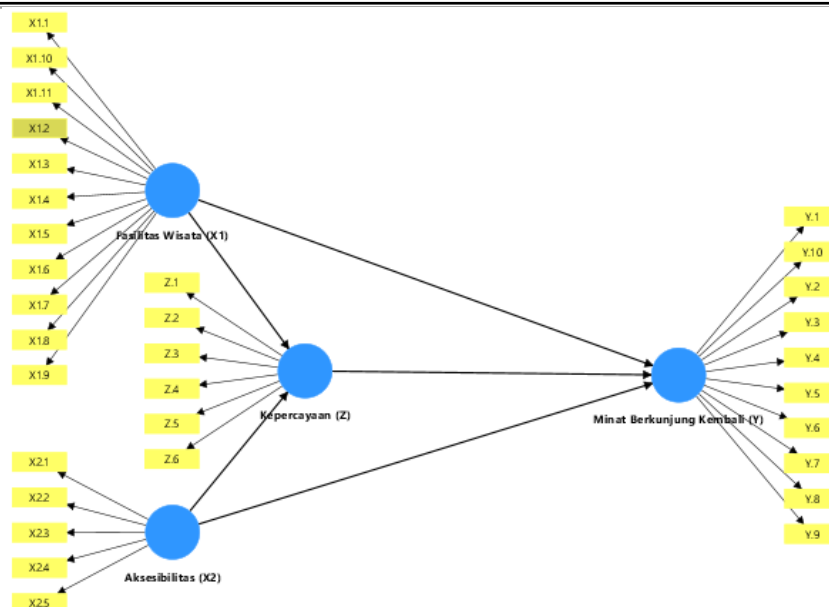 X1.1
X1.10
X1.11
X1.2
X1.3
X1.4
X1.5
X1.6
X1.7
X1.8
X1.9
Fasilitas Wisata (X1)
Z.1
Z.2
Z.3
Z.4
Z.5
Z.6
Kepercayaan (Z)
X2.1
X2.2
X2.3
X2.4
X2.5
Aksesibilitas (X2)
Y.1
Y.10
Y.2
Y.3
Y.4
Y.5
Y.6
Y.7
Y.8
Y.9
Minat Berkunjung Kembali (Y)